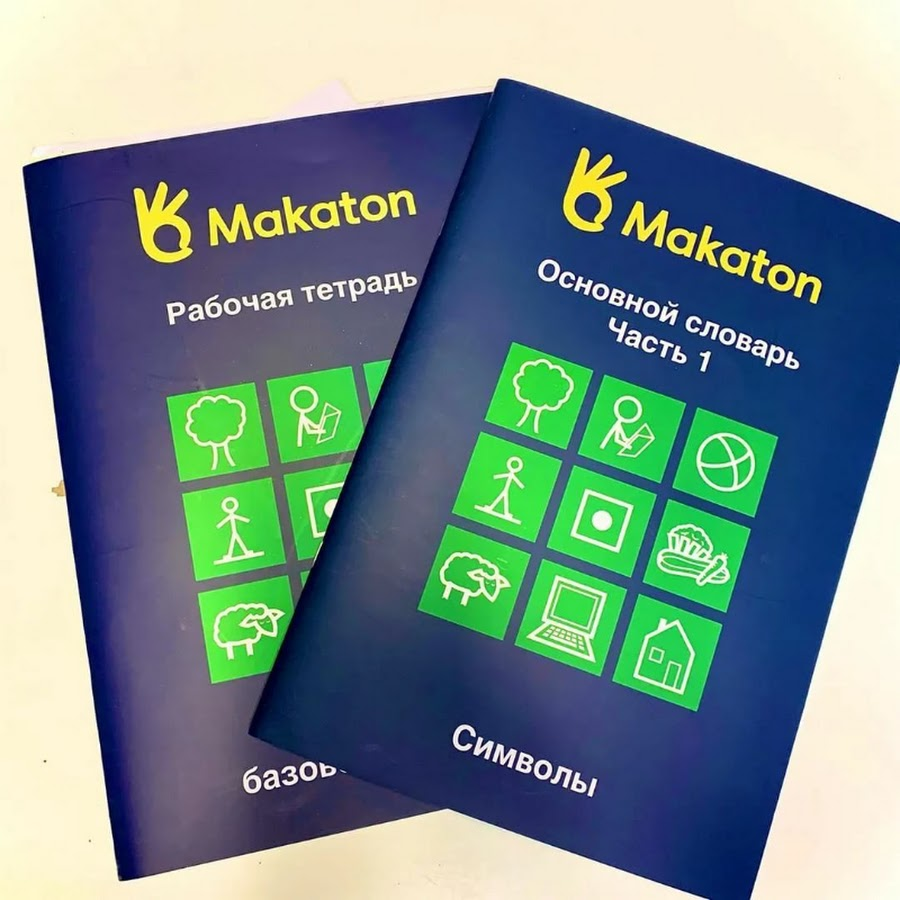 Makaton
Рабочая тетрадь
Makaton
Основной словарь
Часть 1
Символы